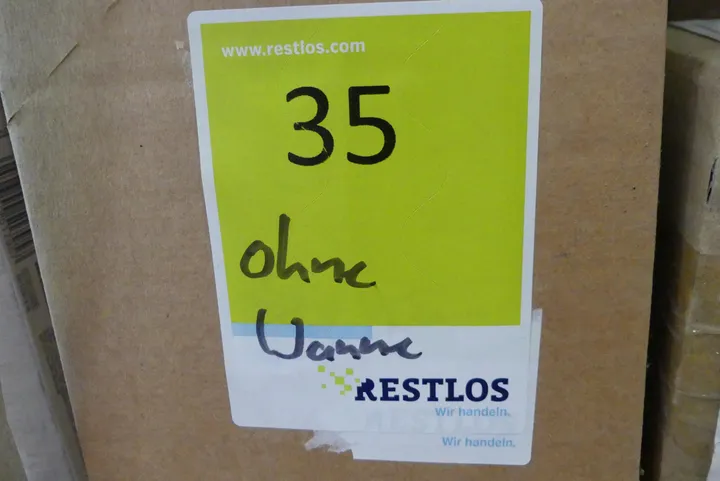 www.restlos.com
35
ohne
Wanne
RESTLOS
Wir handeln.
Wir handeln.